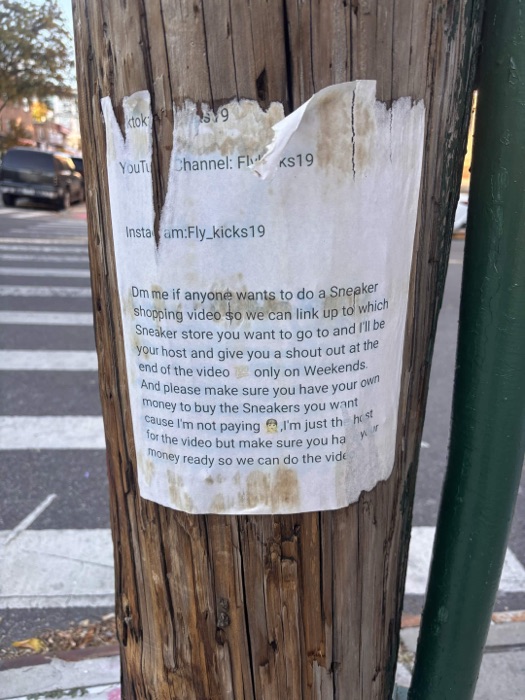 YouTu Channel: Fly ks19
Insta am:Fly_kicks19
Dm me if anyone wants to do a Sneaker
shopping video so we can link up to which
Sneaker store you want to go to and I'll be
your host and give you a shout out at the
end of the video only on Weekends.
And please make sure you have your own
money to buy the Sneakers you want
cause I'm not paying 🤷‍♂️,I'm just the host
for the video but make sure you ha your
money ready so we can do the vide